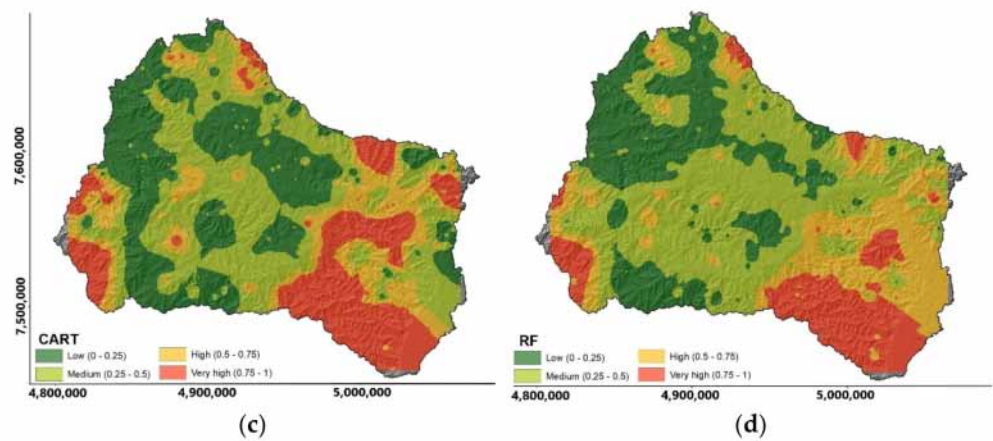 7,600,000
7,500,000
CART
Low (0 - 0.25)
High (0.5 - 0.75)
Medium (0.25 - 0.5)
Very high (0.75 - 1)
4,800,000
4,900,000
5,000,000
(c)
RF
Low (0 - 0.25)
High (0.5 - 0.75)
Medium (0.25 - 0.5)
Very high (0.75 - 1)
4,800,000
4,900,000
5,000,000
(d)